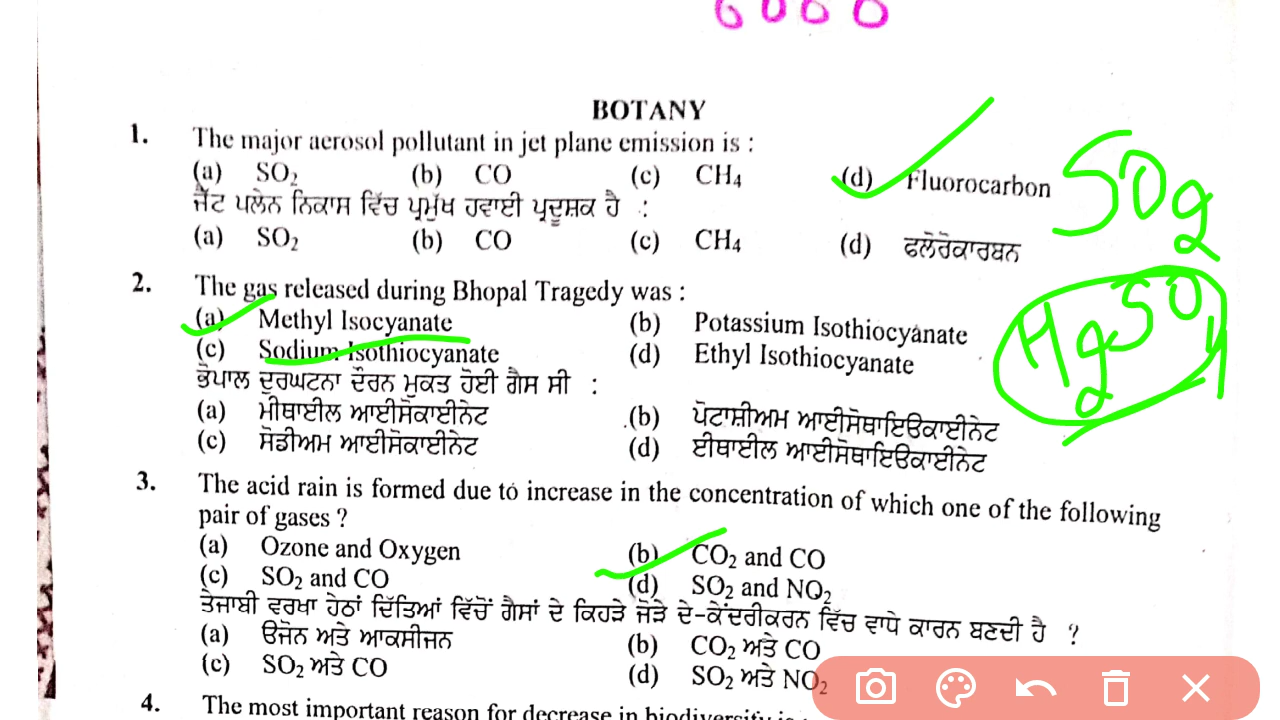 BOTANY
1. The major aerosol pollutant in jet plane emission is :
(a) SO₂ (b) CO (c) CH₄ (d) Fluorocarbon
ਜੈੱਟ ਪਲੇਨ ਨਿਕਾਸ ਵਿੱਚ ਪ੍ਰਮੁੱਖ ਹਵਾਈ ਪ੍ਰਦੂਸ਼ਕ ਹੈ :
(a) SO₂ (b) CO (c) CH₄ (d) ਫਲੋਰੋਕਾਰਬਨ
2. The gas released during Bhopal Tragedy was :
(a) Methyl Isocyanate (b) Potassium Isothiocyanate
(c) Sodium Isothiocyanate (d) Ethyl Isothiocyanate
ਭੋਪਾਲ ਦੁਰਘਟਨਾ ਦੌਰਨ ਮੁਕਤ ਹੋਈ ਗੈਸ ਸੀ :
(a) ਮੀਥਾਈਲ ਆਈਸੋਕਾਈਨੇਟ (b) ਪੋਟਾਸ਼ੀਅਮ ਆਈਸੋਥਾਇਓਕਾਈਨੇਟ
(c) ਸੋਡੀਅਮ ਆਈਸੋਕਾਈਨੇਟ (d) ਈਥਾਈਲ ਆਈਸੋਥਾਇਓਕਾਈਨੇਟ
3. The acid rain is formed due to increase in the concentration of which one of the following
pair of gases ?
(a) Ozone and Oxygen (b) CO₂ and CO
(c) SO₂ and CO (d) SO₂ and NO₂
ਤੇਜਾਬੀ ਵਰਖਾ ਹੇਠਾਂ ਦਿੱਤਿਆਂ ਵਿੱਚੋਂ ਗੈਸਾਂ ਦੇ ਕਿਹੜੇ ਜੋੜੇ ਦੇ-ਕੇਂਦਰੀਕਰਨ ਵਿੱਚ ਵਾਧੇ ਕਾਰਨ ਬਣਦੀ ਹੈ ?
(a) ਓਜੋਨ ਅਤੇ ਆਕਸੀਜਨ (b) CO₂ ਅਤੇ CO
(c) SO₂ ਅਤੇ CO (d) SO₂ ਅਤੇ NO₂
4. The most important reason for decrease in biodiversity is
SO₂
H₂SO₄